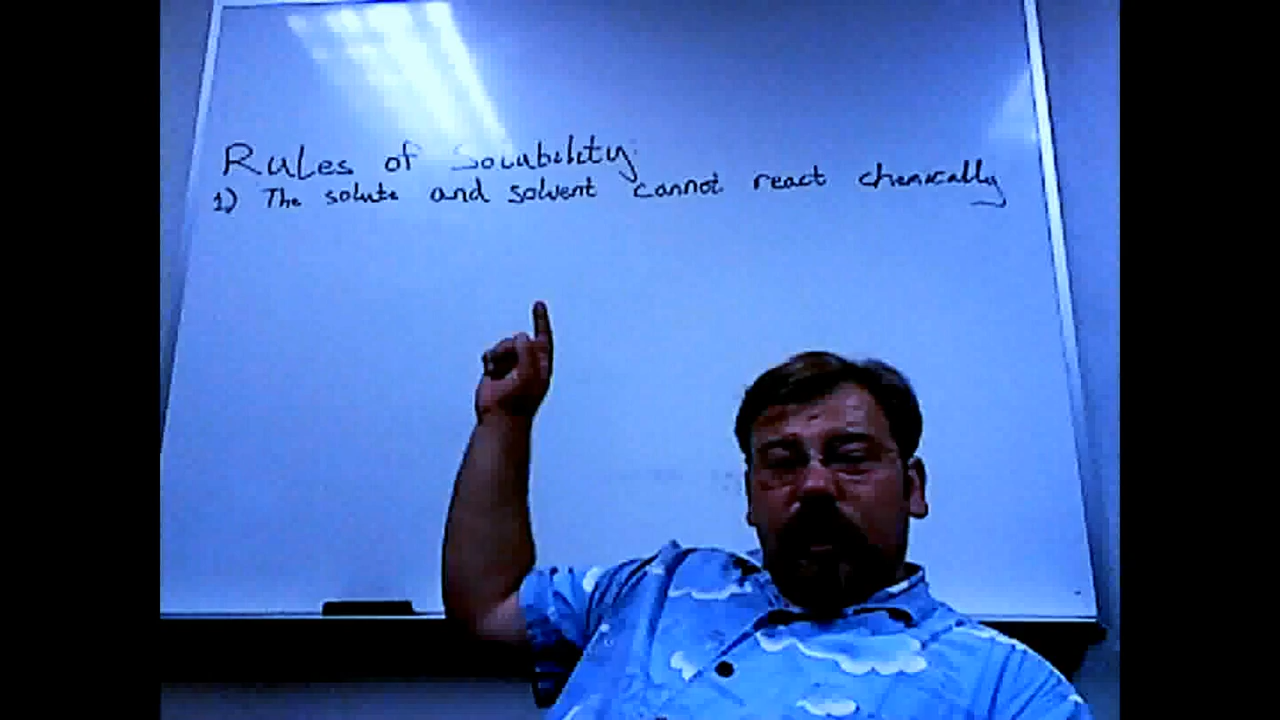 Rules of Solubility
1) The solute and solvent cannot react chemically